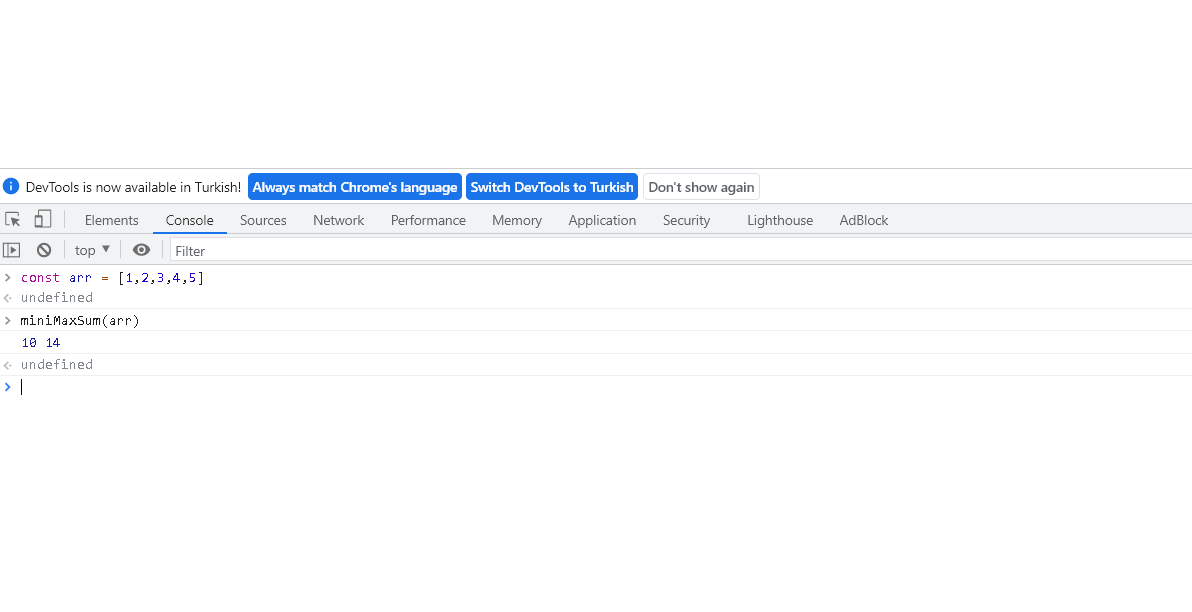 DevTools is now available in Turkish! Always match Chrome's language Switch DevTools to Turkish Don't show again
Elements Console Sources Network Performance Memory Application Security Lighthouse AdBlock
top Filter
const arr = [1,2,3,4,5]
undefined
miniMaxSum(arr)
10 14
undefined